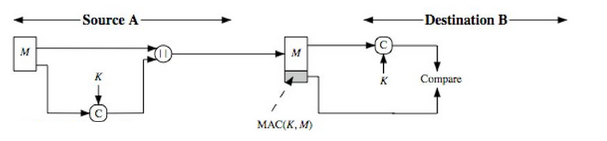 Source A
Destination B
M
||
M
C
K
K
Compare
C
MAC(K, M)